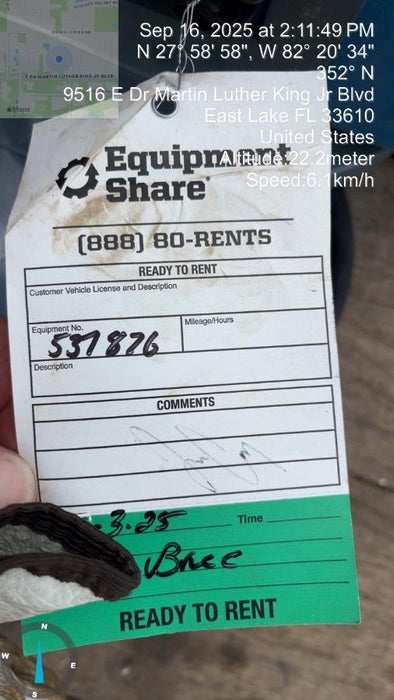 Sep 16, 2025 at 2:11:49 PM
N 27° 58' 58", W 82° 20' 34"
352° N
9516 E Dr Martin Luther King Jr Blvd
East Lake FL 33610
United States
Altitude:22.2meter
Speed:6.1km/h
Equipment
Share
(888) 80-RENTS
READY TO RENT
Customer Vehicle License and Description
Equipment No.
Mileage/Hours
537876
Description
COMMENTS
3.25
Time
Bree
READY TO RENT
N
W
E
S